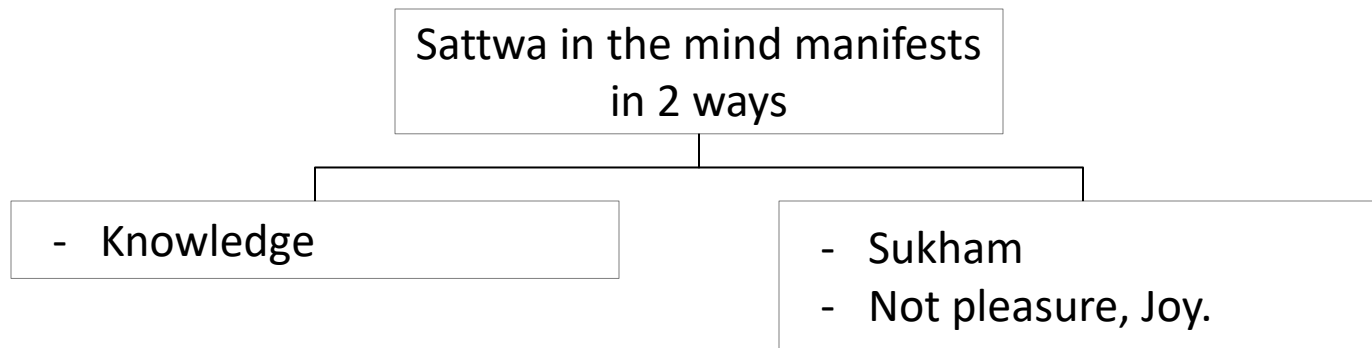 Sattwa in the mind manifests
in 2 ways
- Knowledge
- Sukham
- Not pleasure, Joy.